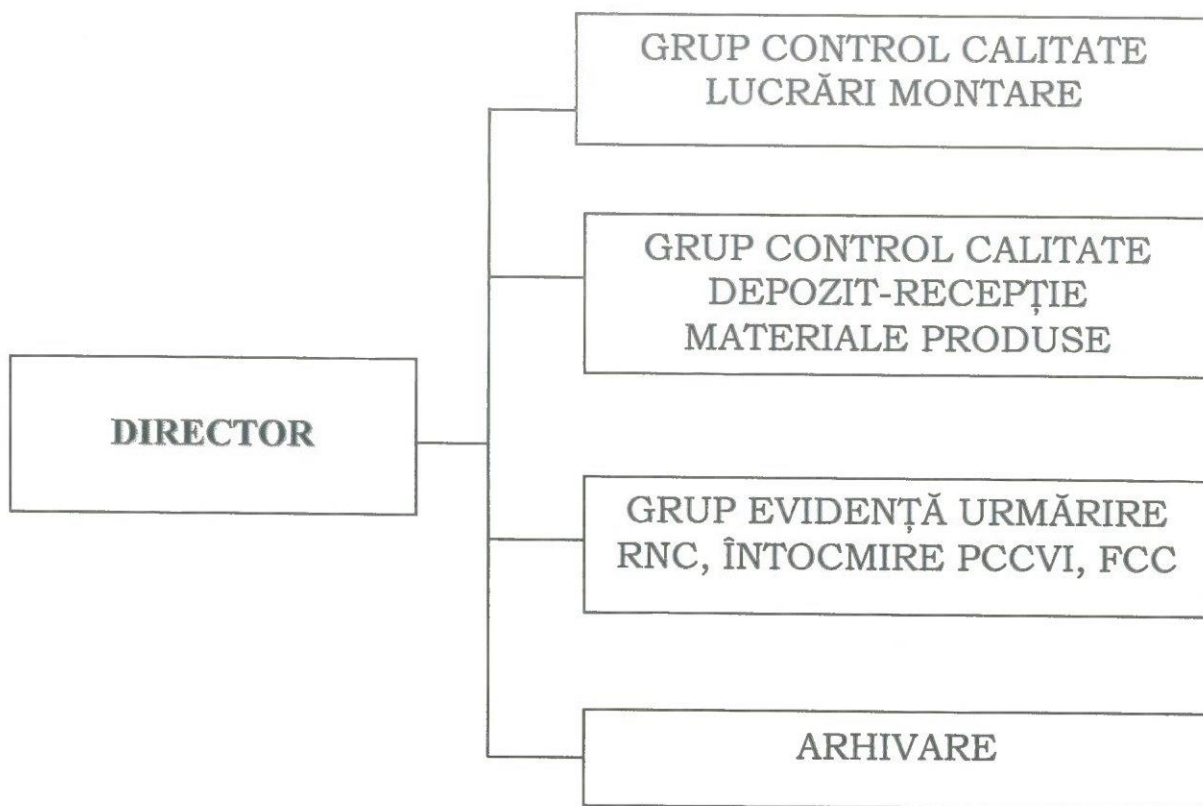 GRUP CONTROL CALITATE
LUCRĂRI MONTARE
GRUP CONTROL CALITATE
DEPOZIT-RECEPȚIE
MATERIALE PRODUSE
DIRECTOR
GRUP EVIDENȚĂ URMĂRIRE
RNC, ÎNTOCMIRE PCCVI, FCC
ARHIVARE